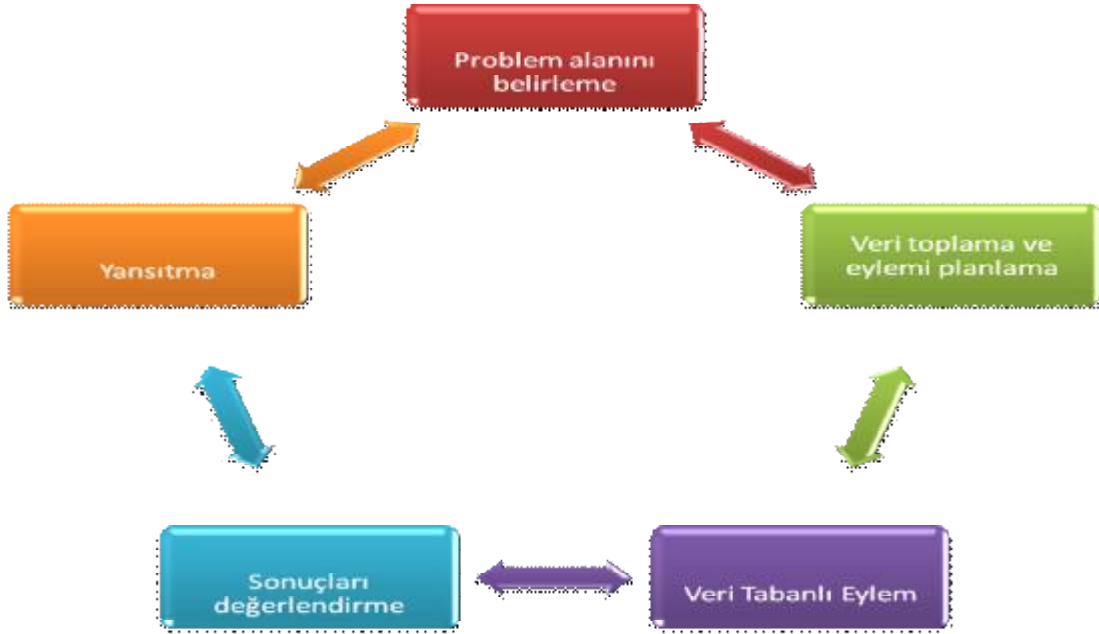 Problem alanını
belirleme
Veri toplama ve
eylemi planlama
Veri Tabanlı Eylem
Sonuçları
değerlendirme
Yansıtma